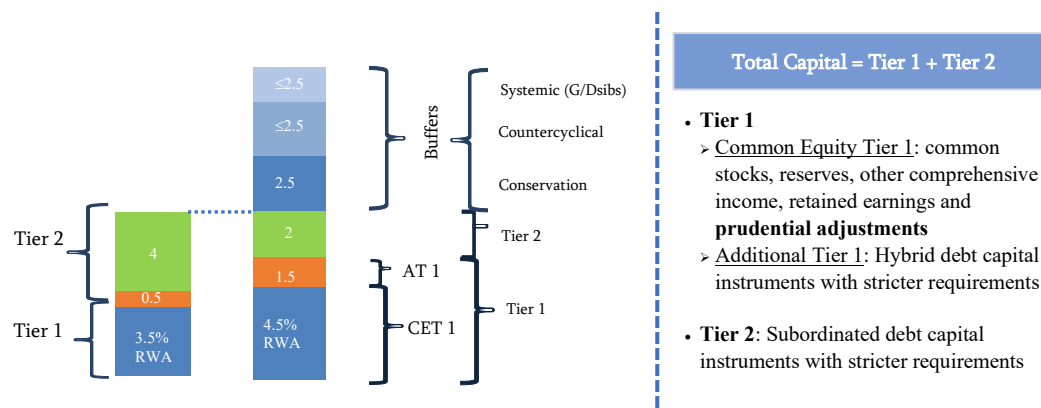 ≤2.5
≤2.5
2.5
2
1.5
4.5%
RWA
4
0.5
3.5%
RWA
Tier 2
Tier 1
Buffers
AT 1
CET 1
Systemic (G/Dsibs)
Countercyclical
Conservation
Tier 2
Tier 1
Total Capital = Tier 1 + Tier 2
• Tier 1
➢ Common Equity Tier 1: common
stocks, reserves, other comprehensive
income, retained earnings and
prudential adjustments
➢ Additional Tier 1: Hybrid debt capital
instruments with stricter requirements
• Tier 2: Subordinated debt capital
instruments with stricter requirements